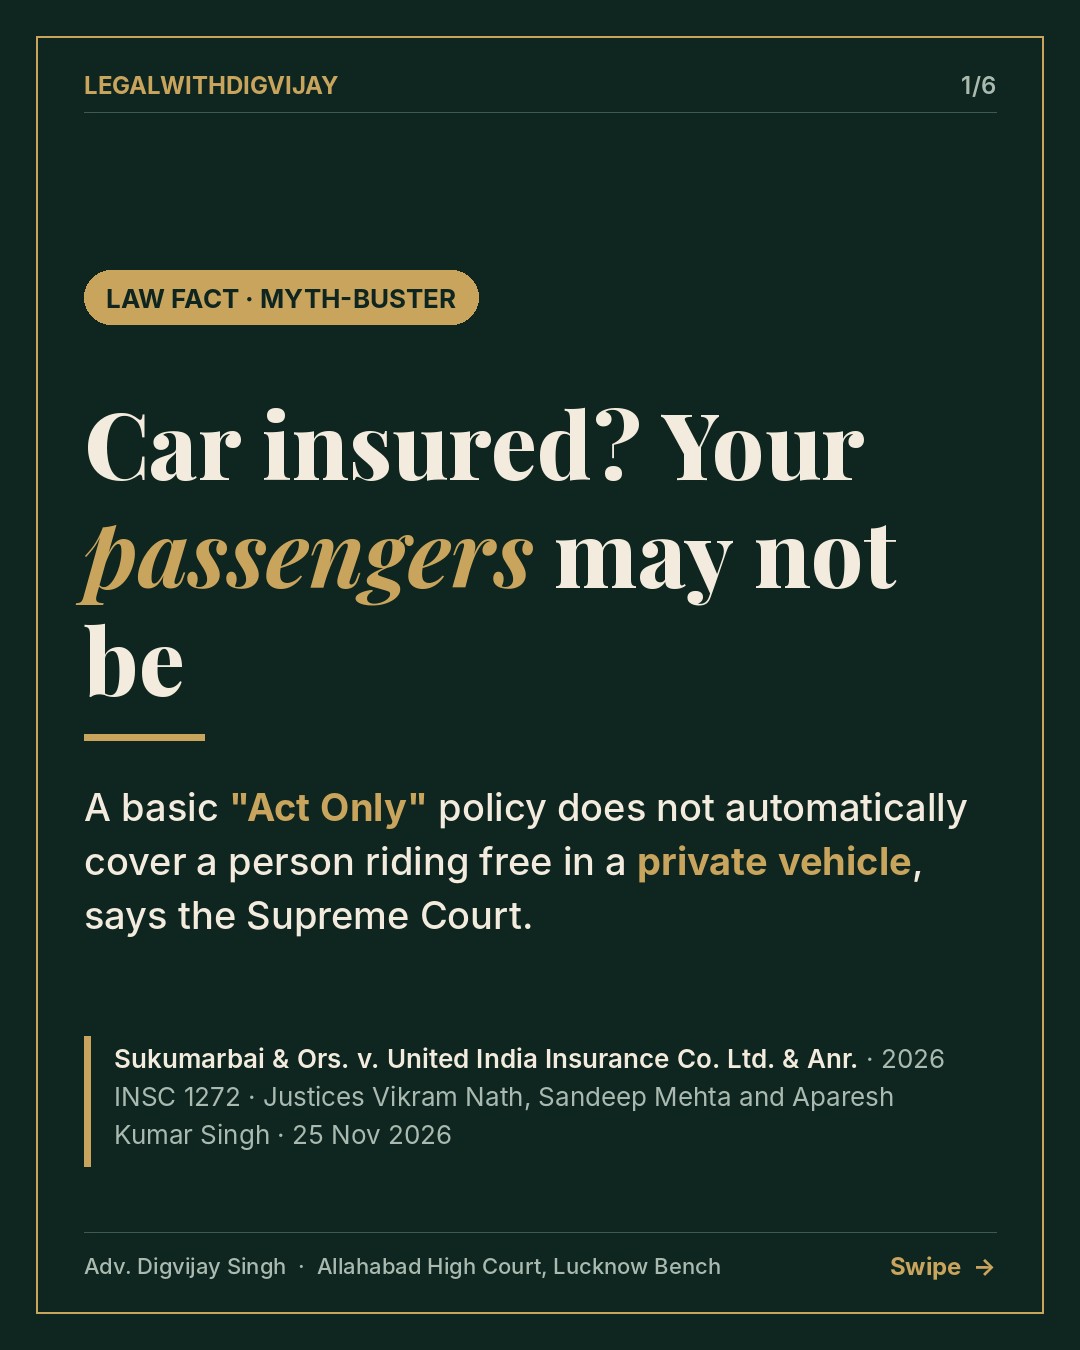 LEGALWITHDIGVIJAY
1/6
LAW FACT · MYTH-BUSTER
Car insured? Your
passengers may not
be
A basic "Act Only" policy does not automatically
cover a person riding free in a private vehicle,
says the Supreme Court.
Sukumarbai & Ors. v. United India Insurance Co. Ltd. & Anr. · 2026
INSC 1272 · Justices Vikram Nath, Sandeep Mehta and Aparesh
Kumar Singh · 25 Nov 2026
Adv. Digvijay Singh · Allahabad High Court, Lucknow Bench
Swipe →